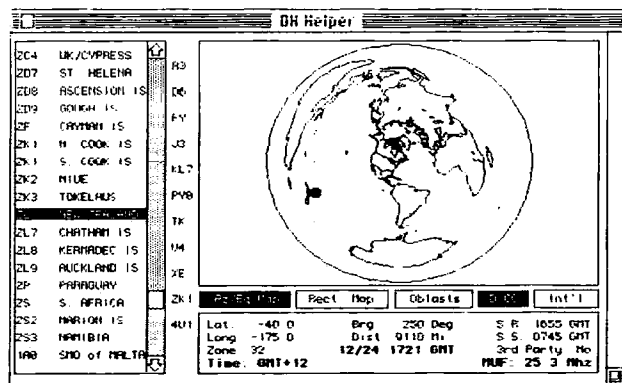 DX Helper
ZC4 UK/CYPRESS
ZD7 ST HELENA
ZD8 ASCENSION IS
ZD9 GOUGH IS
ZF CAYMAN IS
ZK1 N. COOK IS
ZK1 S. COOK IS
ZK2 NIUE
ZK3 TOKELAUS
ZL7 CHATHAM IS
ZL8 KERMADEC IS
ZL9 AUCKLAND IS
ZP PARAGUAY
ZS S. AFRICA
ZS2 MARION IS
ZS3 NAMIBIA
1A0 SMO of MALTA
A3
D6
FY
J3
KL7
PY0
TK
V4
XE
ZK1
4U1
Az/Eq Map Rect Map Oblasts DXCC Int'l
Lat. -40 0 Brg 250 Deg S R 1655 GMT
Long -175 0 Dist 9110 Mi S S. 0745 GMT
Zone 32 12/24 1721 GMT 3rd Party No
Time: GMT+12 MUF: 25 3 Mhz